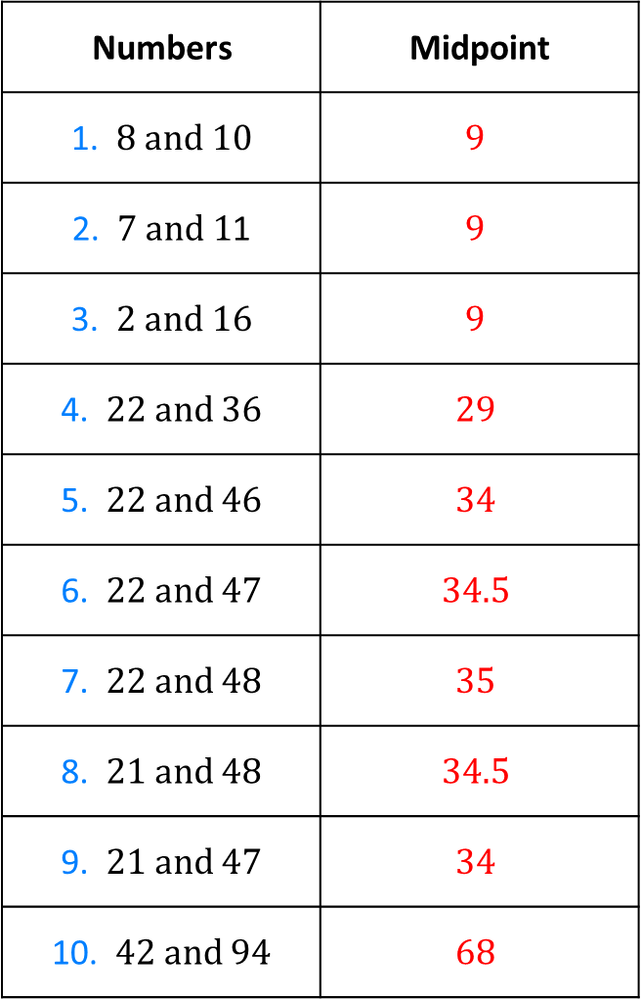 Numbers Midpoint
1. 8 and 10 9
2. 7 and 11 9
3. 2 and 16 9
4. 22 and 36 29
5. 22 and 46 34
6. 22 and 47 34.5
7. 22 and 48 35
8. 21 and 48 34.5
9. 21 and 47 34
10. 42 and 94 68